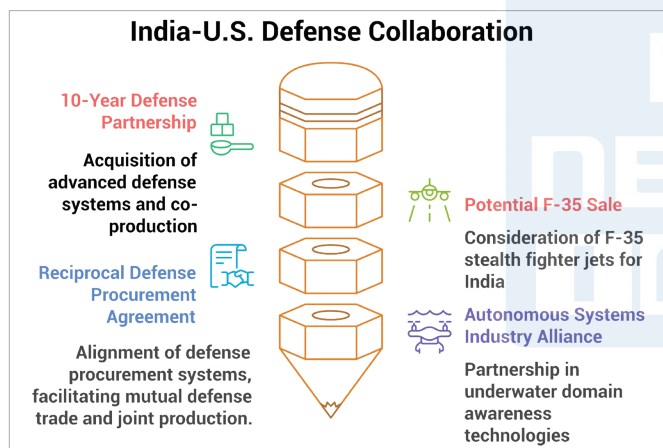 India-U.S. Defense Collaboration
10-Year Defense
Partnership
Acquisition of
advanced defense
systems and co-
production
Potential F-35 Sale
Consideration of F-35
stealth fighter jets for
India
Reciprocal Defense
Procurement
Agreement
Alignment of defense
procurement systems,
facilitating mutual defense
trade and joint production.
Autonomous Systems
Industry Alliance
Partnership in
underwater domain
awareness
technologies